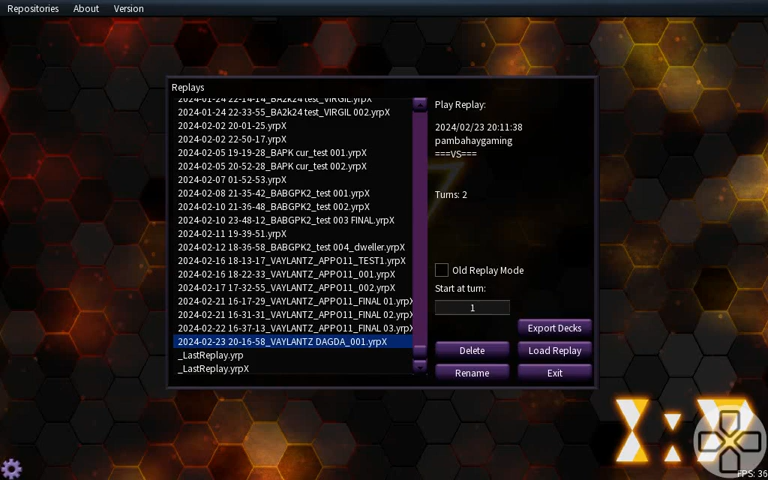 Repositories About Version
Replays
2024-01-24 22-14-14_BA2k24 test_VIRGIL.yrpX
2024-01-24 22-33-55_BA2k24 test_VIRGIL 002.yrpX
2024-02-02 20-01-25.yrpX
2024-02-02 22-50-17.yrpX
2024-02-05 19-19-28_BAPK cur_test 001.yrpX
2024-02-05 20-52-28_BAPK cur_test 002.yrpX
2024-02-07 01-52-53.yrpX
2024-02-08 21-35-42_BABGPK2_test 001.yrpX
2024-02-10 21-36-48_BABGPK2_test 002.yrpX
2024-02-10 23-48-12_BABGPK2_test 003 FINAL.yrpX
2024-02-11 19-39-51.yrpX
2024-02-12 18-36-58_BABGPK2_test 004_dweller.yrpX
2024-02-16 18-13-17_VAYLANTZ_APPO11_TEST1.yrpX
2024-02-16 18-22-33_VAYLANTZ_APPO11_001.yrpX
2024-02-17 17-32-55_VAYLANTZ_APPO11_002.yrpX
2024-02-21 16-17-29_VAYLANTZ_APPO11_FINAL 01.yrpX
2024-02-21 16-31-31_VAYLANTZ_APPO11_FINAL 02.yrpX
2024-02-22 16-37-13_VAYLANTZ_APPO11_FINAL 03.yrpX
2024-02-23 20-16-58_VAYLANTZ DAGDA_001.yrpX
_LastReplay.yrp
_LastReplay.yrpX
Play Replay:
2024/02/23 20:11:38
pambahaygaming
===VS===
Turns: 2
Old Replay Mode
Start at turn:
1
Export Decks
Delete Load Replay
Rename Exit
FPS: 36